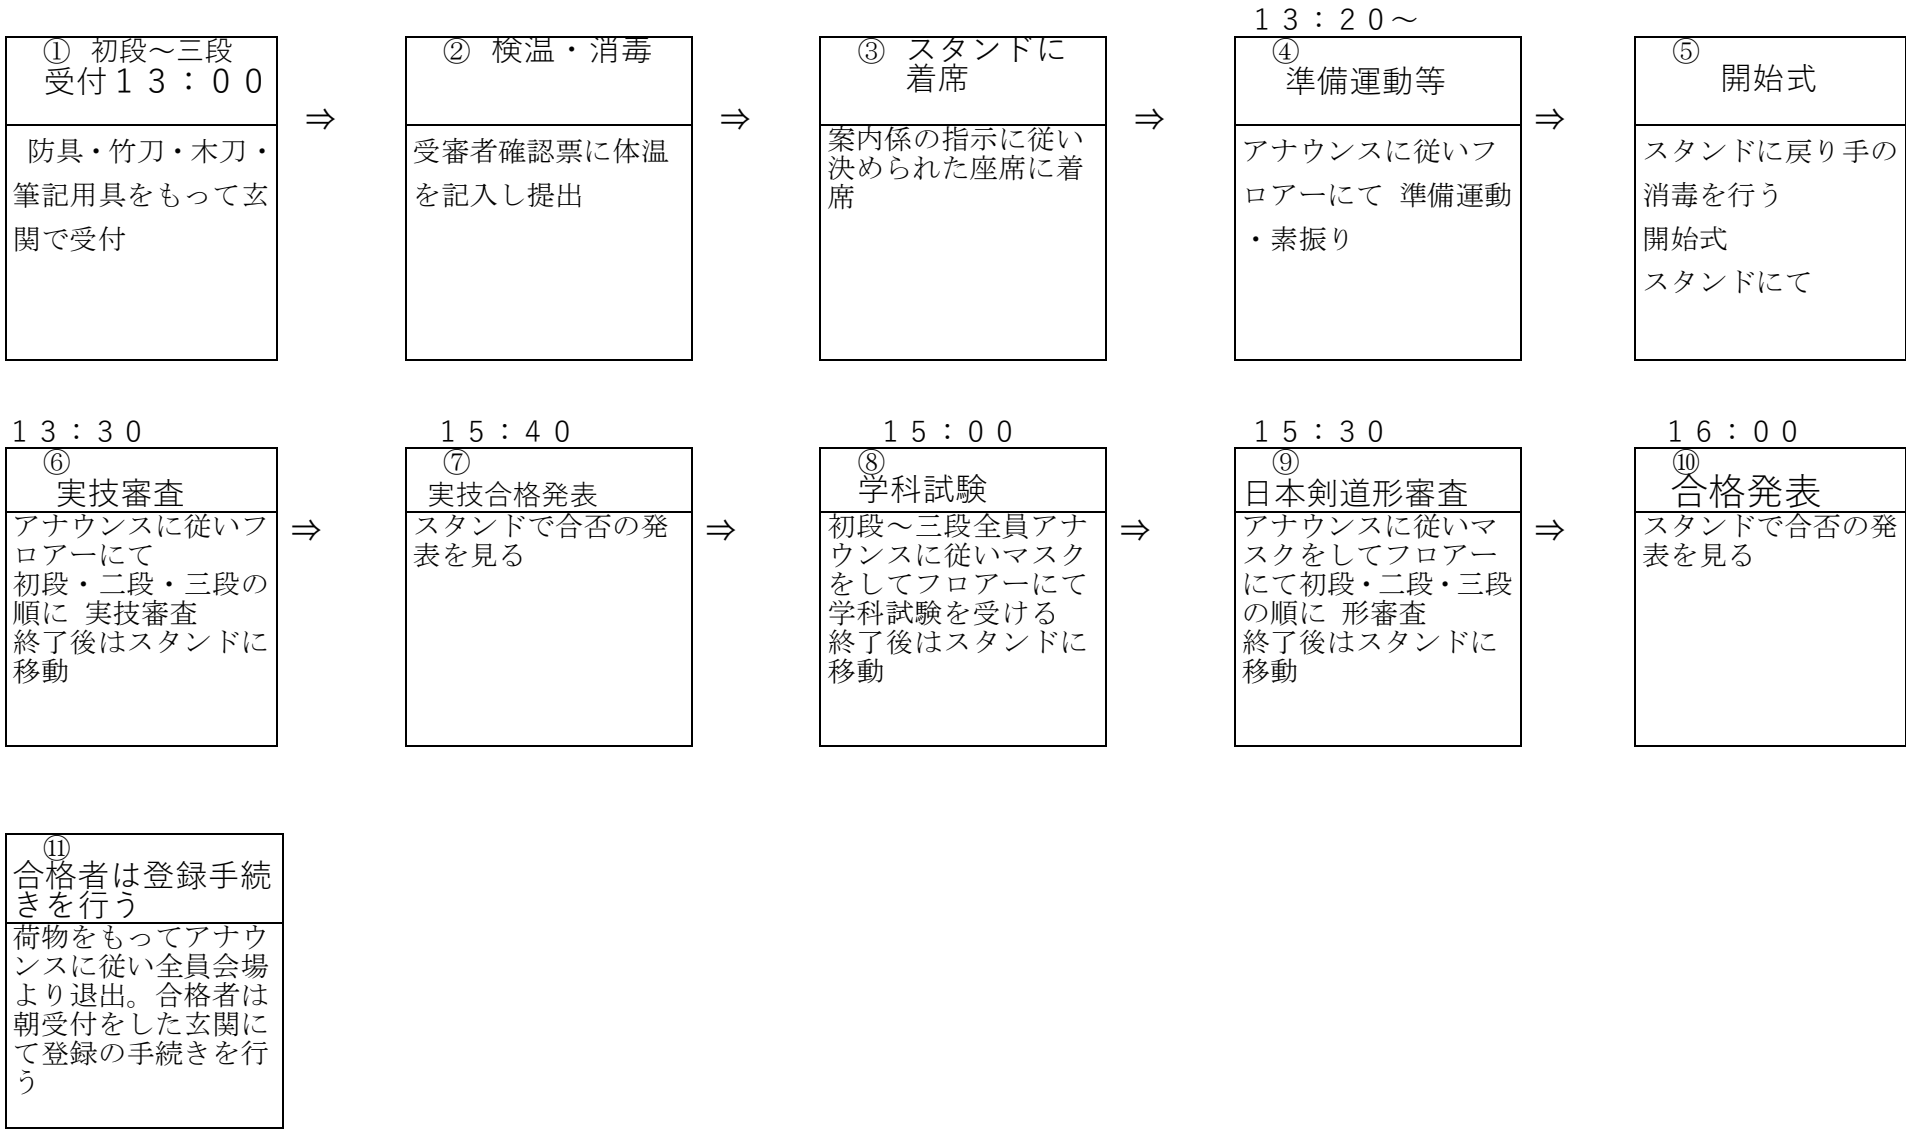 ① 初段～三段
受付１３：００
防具・竹刀・木刀・
筆記用具をもって玄
関で受付
⇒
② 検温・消毒
受審者確認票に体温
を記入し提出
⇒
③ スタンドに
着席
案内係の指示に従い
決められた座席に着
席
⇒
１３：２０～
④
準備運動等
アナウンスに従いフ
ロアーにて 準備運動
・素振り
⇒
⑤
開始式
スタンドに戻り手の
消毒を行う
開始式
スタンドにて
１３：３０
⑥
実技審査
アナウンスに従いフ
ロアーにて
初段・二段・三段の
順に 実技審査
終了後はスタンドに
移動
⇒
１５：４０
⑦
実技合格発表
スタンドで合否の発
表を見る
⇒
１５：００
⑧
学科試験
初段～三段全員アナ
ウンスに従いマスク
をしてフロアーにて
学科試験を受ける
終了後はスタンドに
移動
⇒
１５：３０
⑨
日本剣道形審査
アナウンスに従いマ
スクをしてフロアー
にて初段・二段・三段
の順に 形審査
終了後はスタンドに
移動
⇒
１６：００
⑩
合格発表
スタンドで合否の発
表を見る
⑪
合格者は登録手続
きを行う
荷物をもってアナウ
ンスに従い全員会場
より退出。合格者は
朝受付をした玄関に
て登録の手続きを行
う